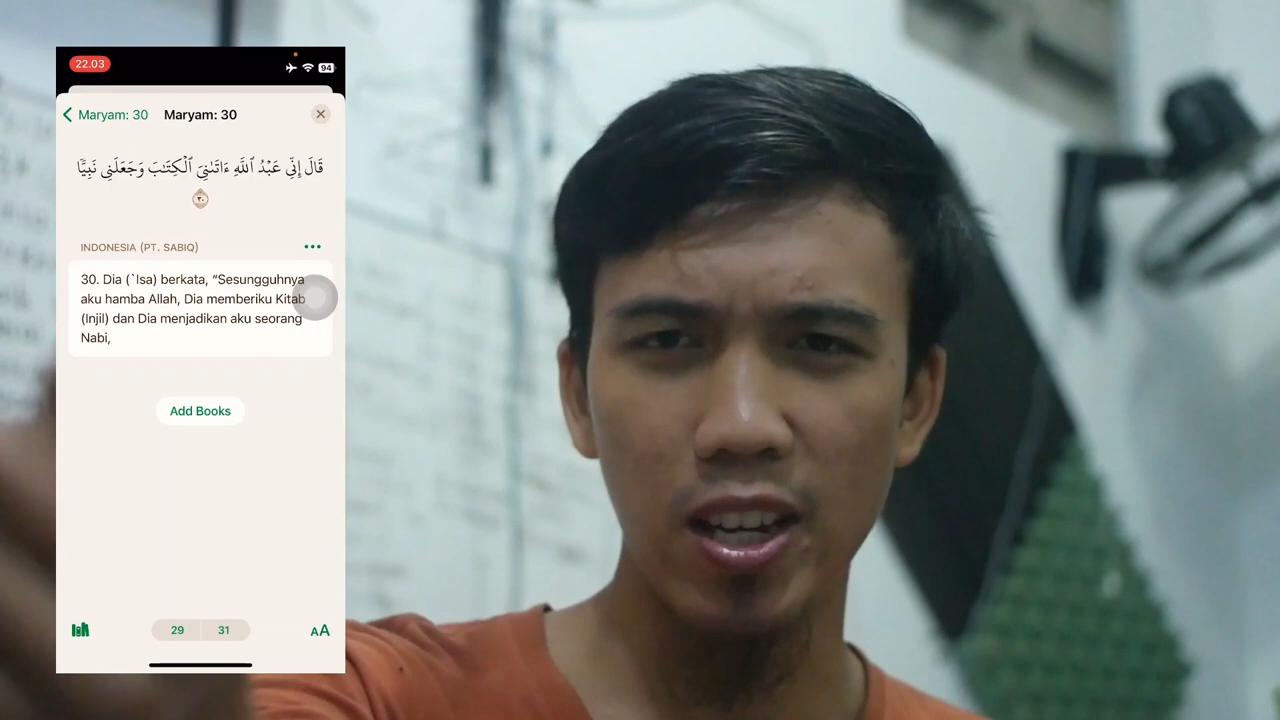 22.03
94
Maryam: 30
Maryam: 30
قَالَ إِنِّى عَبْدُ ٱللَّهِ ءَاتَىٰنِىَ ٱلْكِتَٰبَ وَجَعَلَنِى نَبِيًّا
٣٠
INDONESIA (PT. SABIQ)
30. Dia (`Isa) berkata, “Sesungguhnya
aku hamba Allah, Dia memberiku Kitab
(Injil) dan Dia menjadikan aku seorang
Nabi,
Add Books
29
31
AA